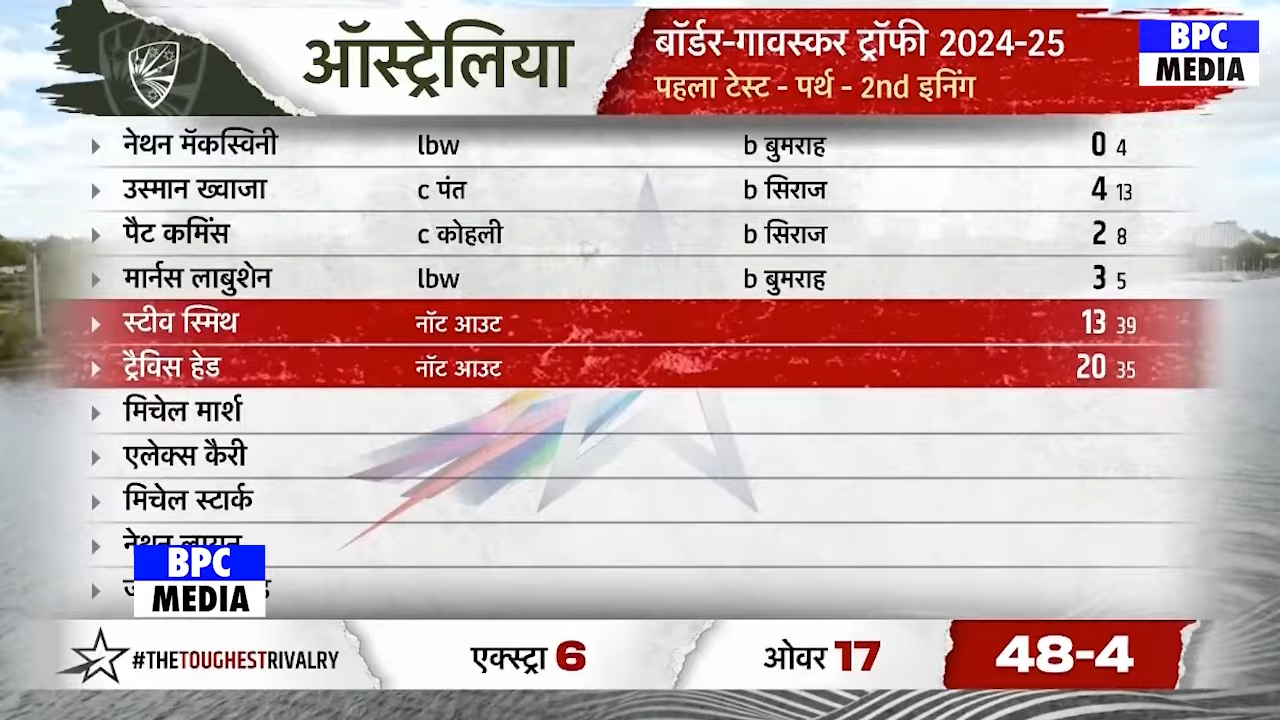 ऑस्ट्रेलिया
बॉर्डर-गावस्कर ट्रॉफी 2024-25
पहला टेस्ट - पर्थ - 2nd इनिंग
BPC
MEDIA
नेथन मॅकस्विनी lbw b बुमराह 0 4
उस्मान ख्वाजा c पंत b सिराज 4 13
पैट कमिंस c कोहली b सिराज 2 8
मार्नस लाबुशेन lbw b बुमराह 3 5
स्टीव स्मिथ नॉट आउट 13 39
ट्रैविस हेड नॉट आउट 20 35
मिचेल मार्श
एलेक्स कैरी
मिचेल स्टार्क
नेथन लायन
BPC
MEDIA
#THETOUGHESTRIVALRY एक्स्ट्रा 6 ओवर 17 48-4